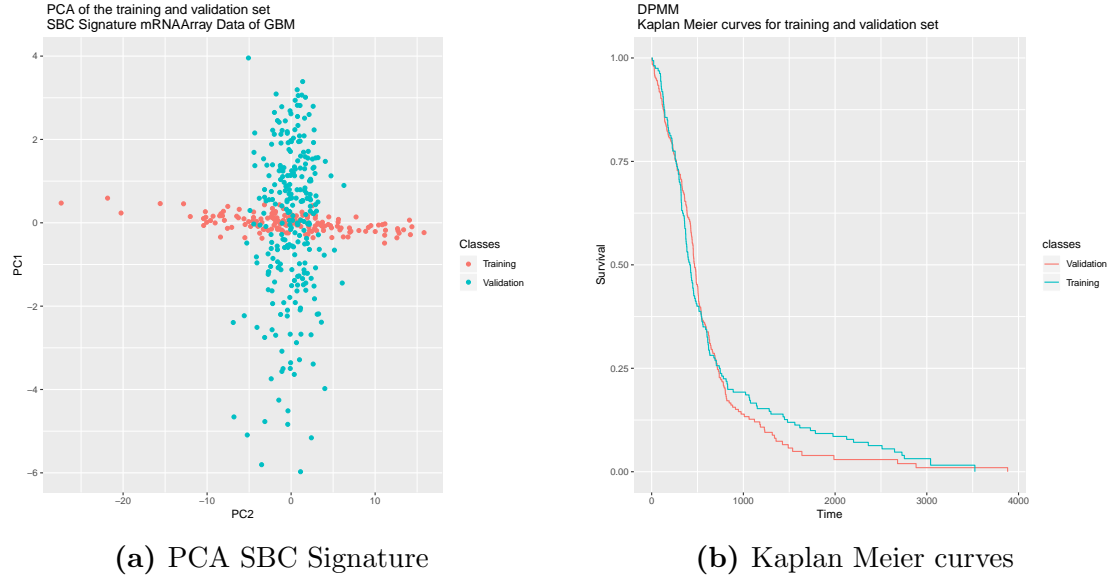 PCA of the training and validation set
SBC Signature mRNAArray Data of GBM
4
2
0
−2
−4
−6
PC1
−20
−10
0
10
PC2
Classes
Training
Validation
(a) PCA SBC Signature
DPMM
Kaplan Meier curves for training and validation set
1.00
0.75
0.50
0.25
0.00
Survival
0
1000
2000
3000
4000
Time
classes
Validation
Training
(b) Kaplan Meier curves